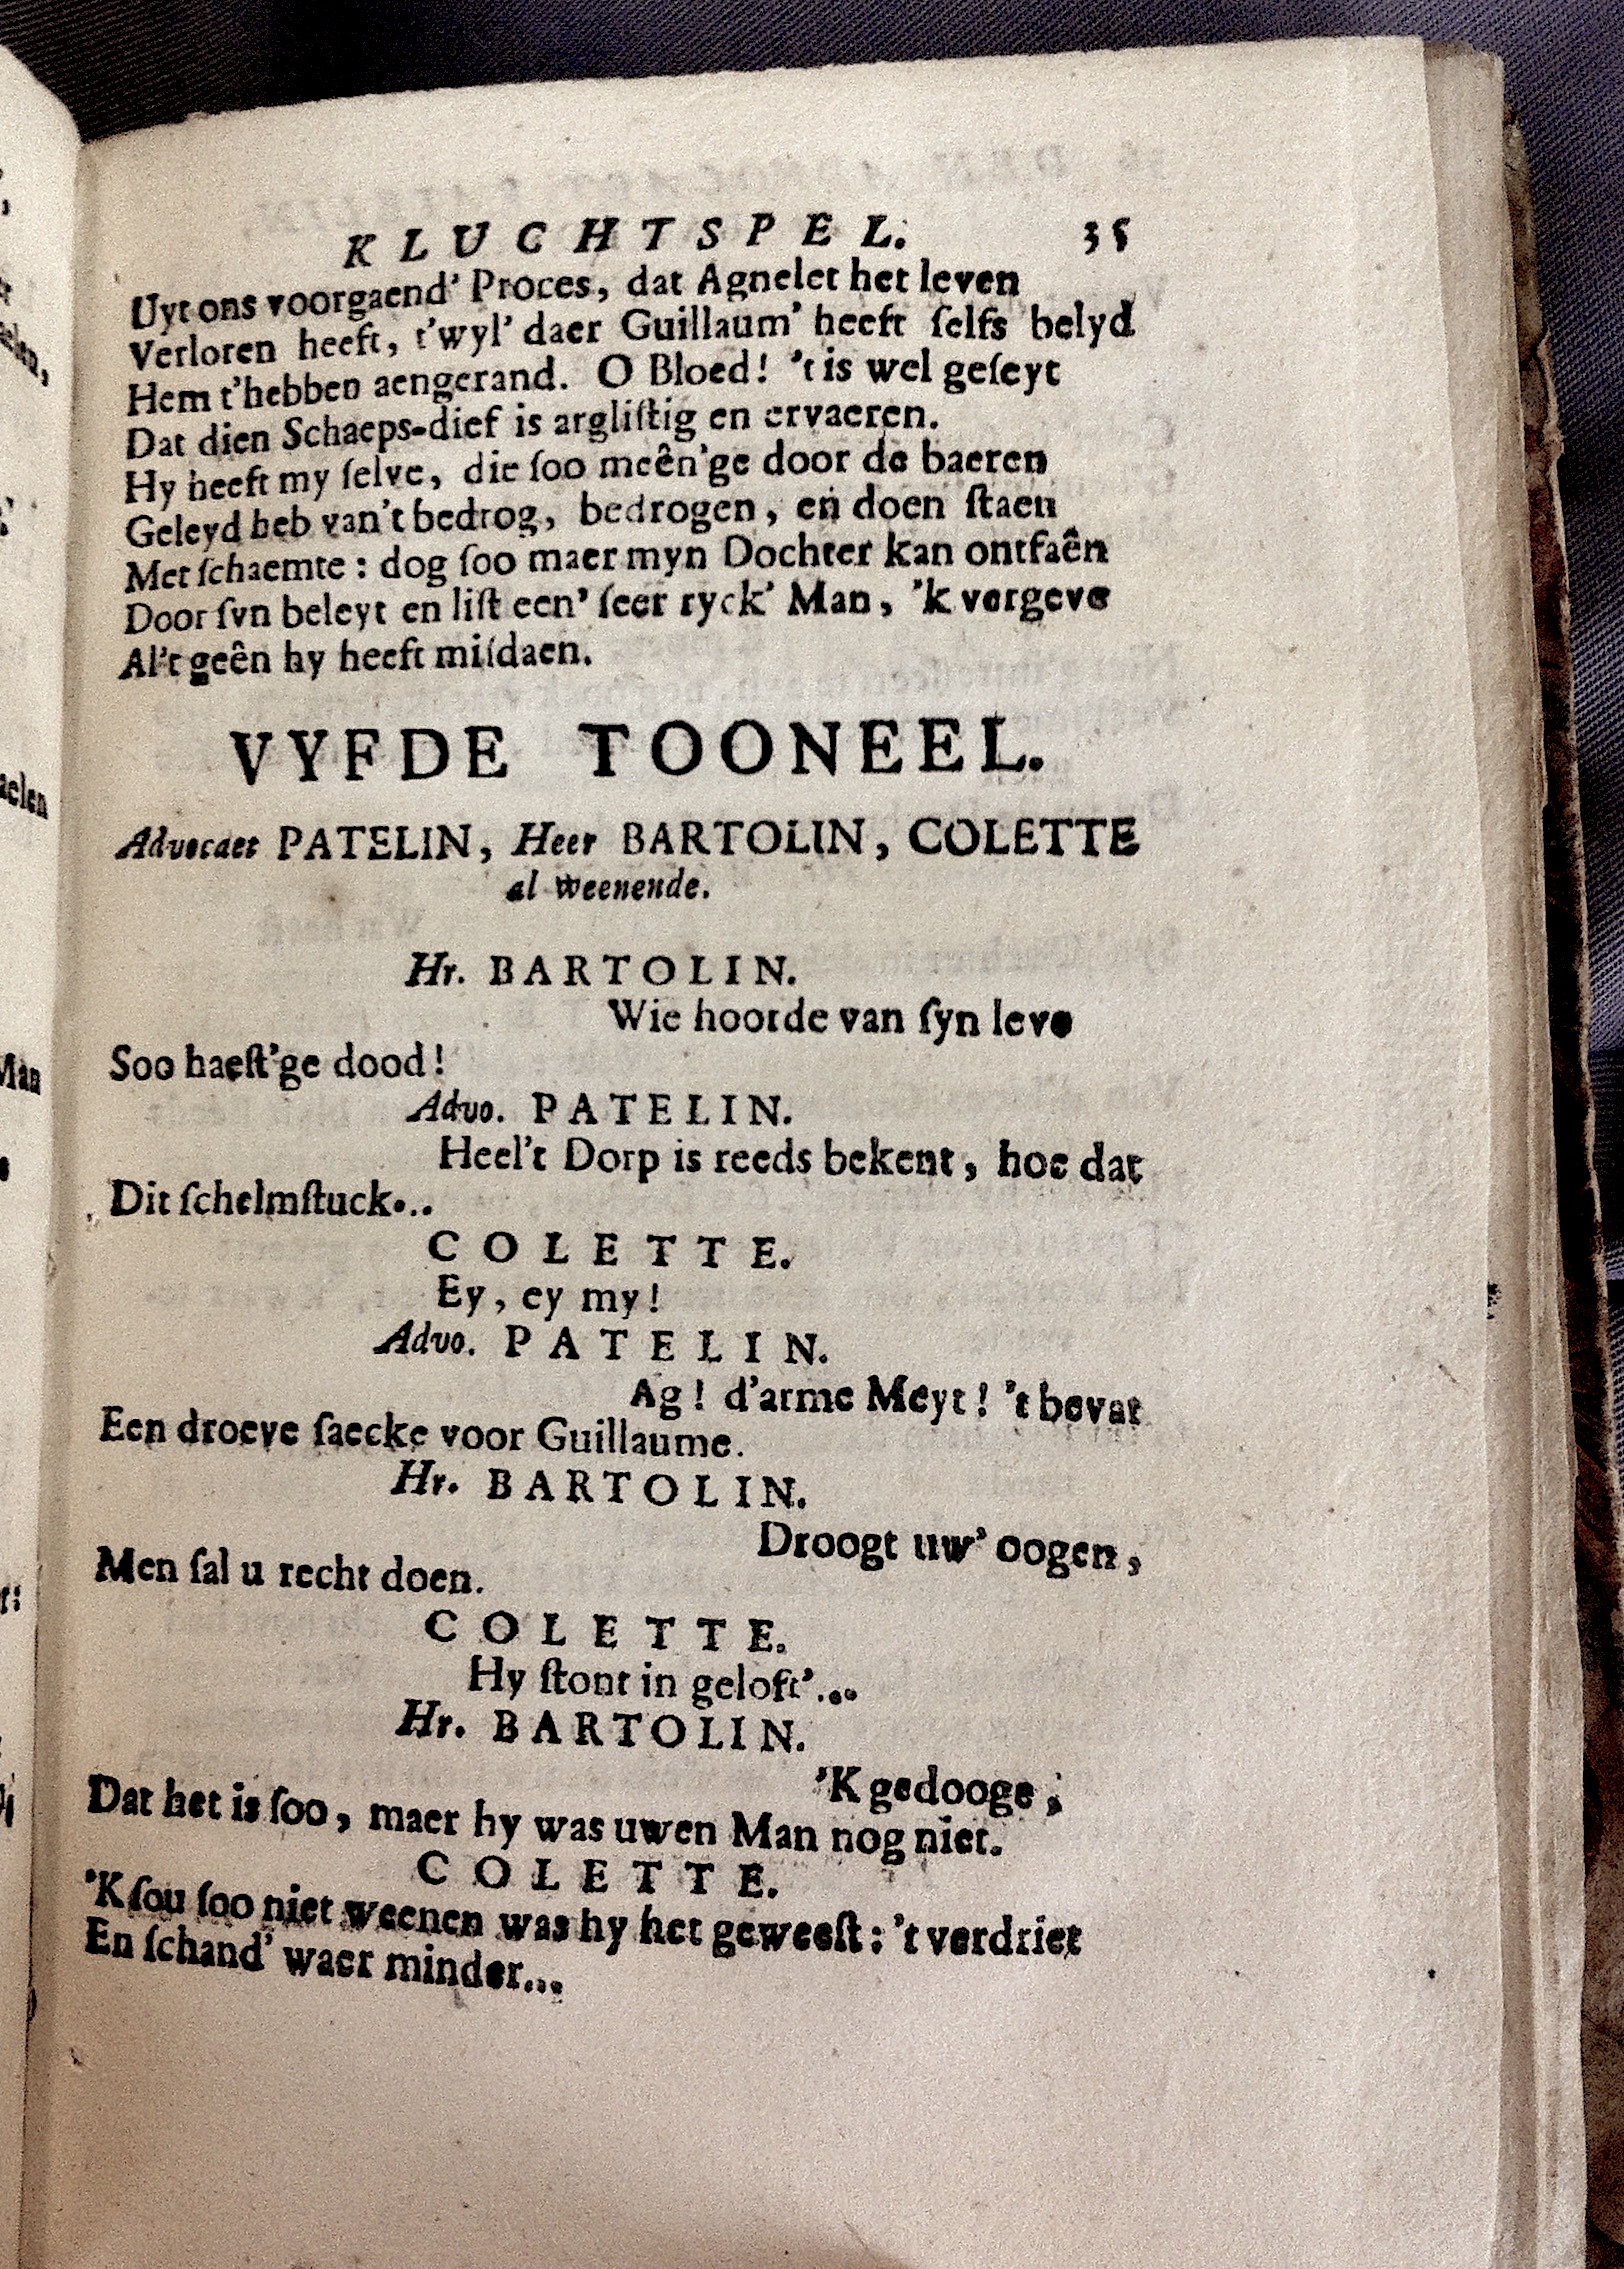 KLUCHTSPEL. 35
Uyt ons voorgaend' Proces, dat Agnelet het leven
Verloren heeft, t'wyl' daer Guillaum' heeft ſelfs belyd
Hem t'hebben aengerand. O Bloed! 't is wel geſeyt
Dat dien Schaeps-dief is argliſtig en ervaeren.
Hy heeft my ſelve, die ſoo meên'ge door de baeren
Geleyd heb van't bedrog, bedrogen, en doen ſtaen
Met ſchaemte: dog ſoo maer myn Dochter kan ontfaên
Door ſyn beleyt en liſt een' ſeer ryck' Man, 'k vergeve
Al't geên hy heeft miſdaen.
VYFDE TOONEEL.
Advocaet PATELIN, Heer BARTOLIN, COLETTE
al weenende.
Hr. BARTOLIN.
Wie hoorde van ſyn leve
Soo haeſt'ge dood!
Advo. PATELIN.
Heel't Dorp is reeds bekent, hoe dat
Dit ſchelmſtuck...
COLETTE.
Ey, ey my!
Advo. PATELIN.
Ag! d'arme Meyt! 't bevat
Een droeve ſaecke voor Guillaume.
Hr. BARTOLIN.
Droogt uw' oogen,
Men ſal u recht doen.
COLETTE.
Hy ſtont in geloft'...
Hr. BARTOLIN.
'K gedooge,
Dat het is ſoo, maer hy was uwen Man nog niet.
COLETTE.
'K ſou ſoo niet weenen was hy het geweeſt: 't verdriet
En ſchand' waer minder...